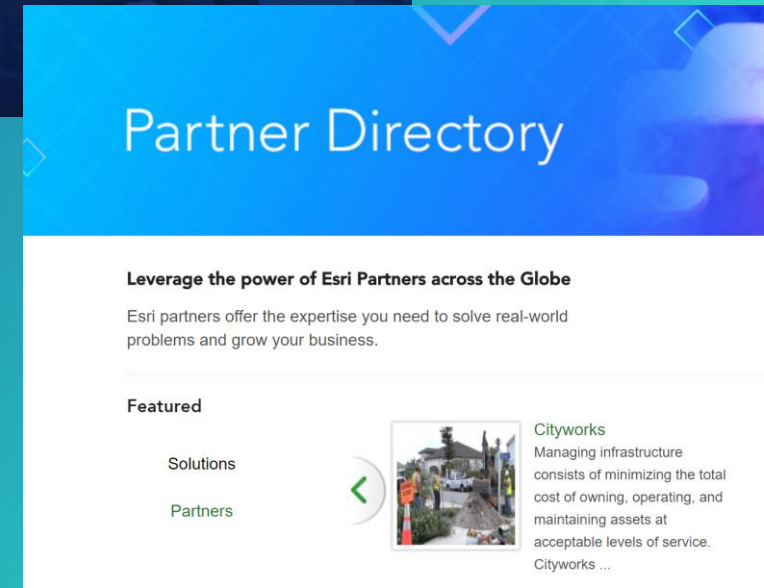 Partner Directory
Leverage the power of Esri Partners across the Globe
Esri partners offer the expertise you need to solve real-world
problems and grow your business.
Featured
Solutions
Partners
Cityworks
Managing infrastructure
consists of minimizing the total
cost of owning, operating, and
maintaining assets at
acceptable levels of service.
Cityworks ...